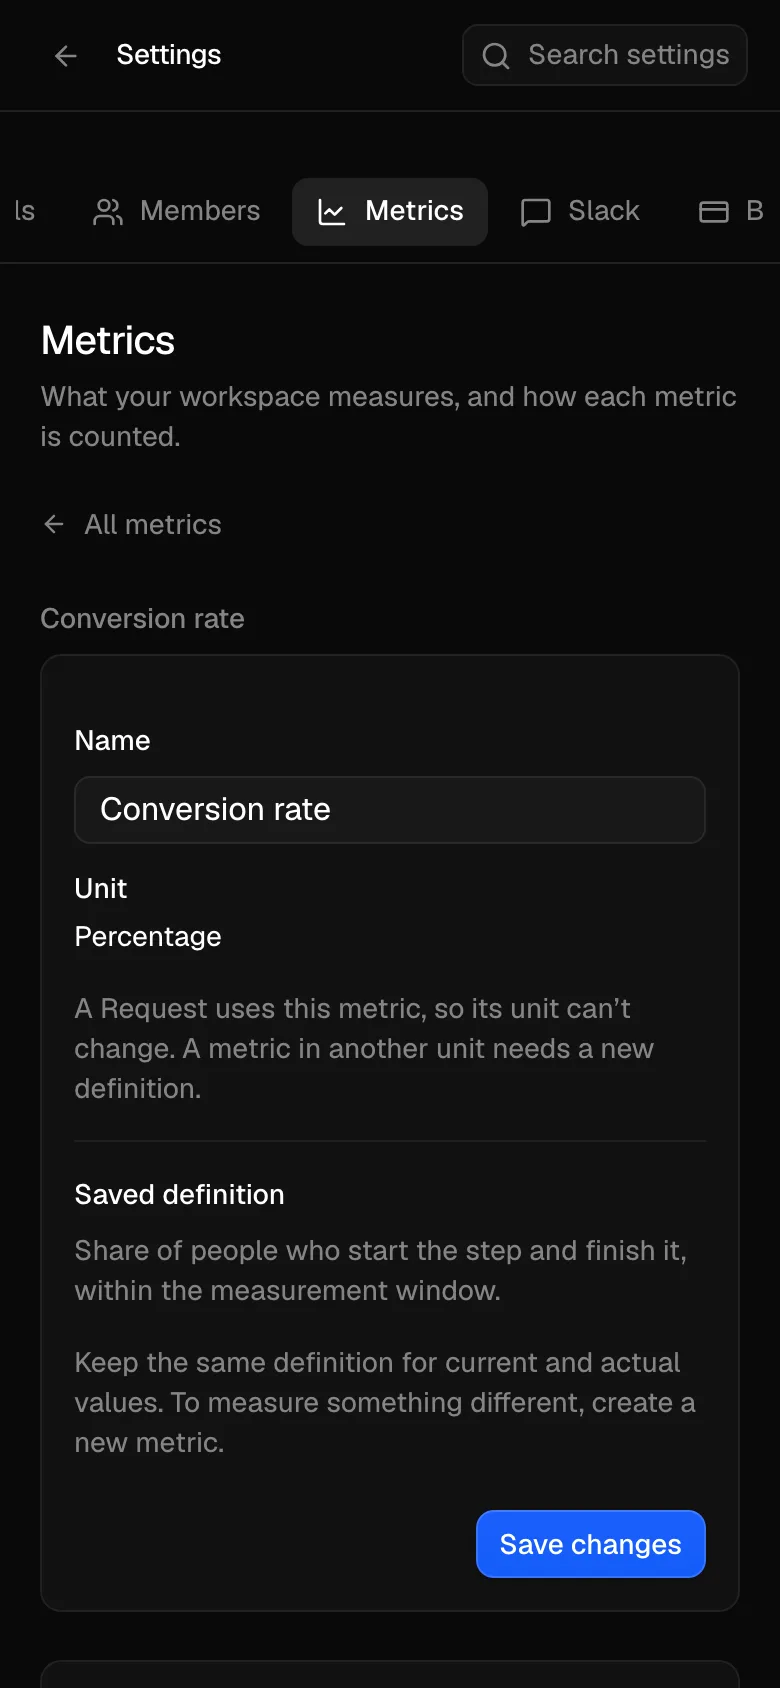 Settings
Search settings
ls
Members
Metrics
Slack
B
Metrics
What your workspace measures, and how each metric
is counted.
All metrics
Conversion rate
Name
Conversion rate
Unit
Percentage
A Request uses this metric, so its unit can’t
change. A metric in another unit needs a new
definition.
Saved definition
Share of people who start the step and finish it,
within the measurement window.
Keep the same definition for current and actual
values. To measure something different, create a
new metric.
Save changes